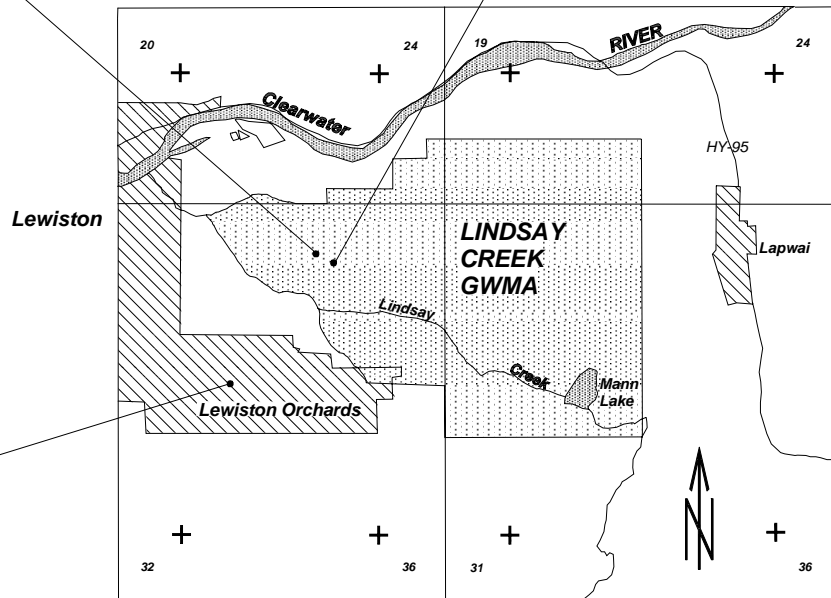 20
24
19
RIVER
24
Clearwater
HY-95
Lewiston
LINDSAY
CREEK
GWMA
Lapwai
Lindsay
Creek
Mann
Lake
Lewiston Orchards
N
32
36
31
36